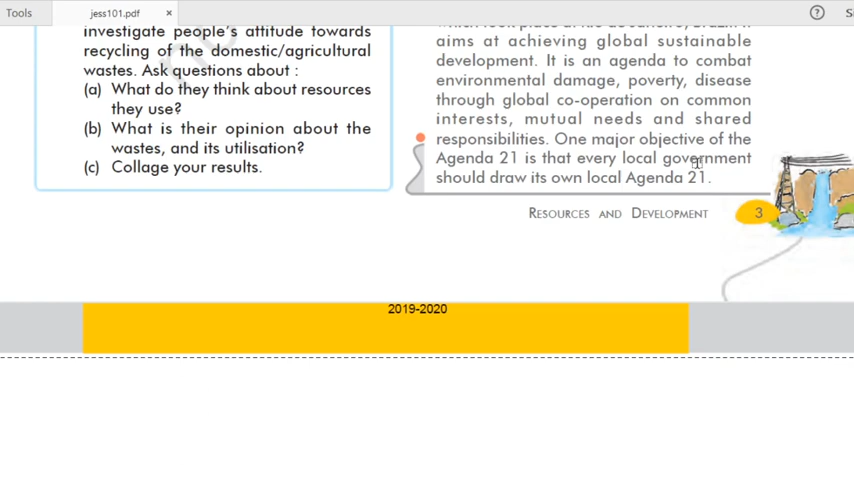 Tools
jess101.pdf
×
?
investigate people's attitude towards
recycling of the domestic/agricultural
wastes. Ask questions about :
(a) What do they think about resources
they use?
(b) What is their opinion about the
wastes, and its utilisation?
(c) Collage your results.
aims at achieving global sustainable
development. It is an agenda to combat
environmental damage, poverty, disease
through global co-operation on common
interests, mutual needs and shared
responsibilities. One major objective of the
Agenda 21 is that every local government
should draw its own local Agenda 21.
RESOURCES AND DEVELOPMENT
3
2019-2020